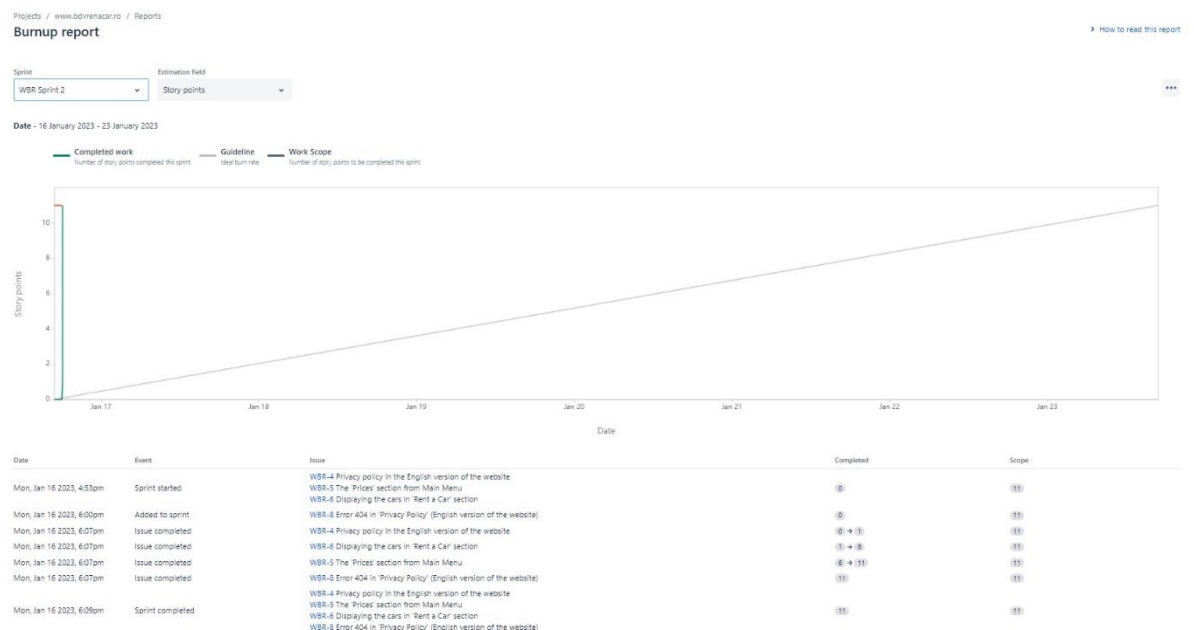 Projects / www.bdvrenacar.ro / Reports
Burnup report
How to read this report
Sprint
Estimation field
WBR Sprint 2
Story points
Date - 16 January 2023 - 23 January 2023
Completed work
Number of story points completed this sprint
Guideline
Ideal burn rate
Work Scope
Number of story points to be completed this sprint
10
8
6
4
2
0
Story points
Jan 17 Jan 18 Jan 19 Jan 20 Jan 21 Jan 22 Jan 23
Date
Date Event Issue Completed Scope
WBR-4 Privacy policy in the English version of the website
Mon, Jan 16 2023, 4:53pm Sprint started WBR-5 The 'Prices' section from Main Menu 0 11
WBR-6 Displaying the cars in 'Rent a Car' section
Mon, Jan 16 2023, 6:00pm Added to sprint WBR-8 Error 404 in 'Privacy Policy' (English version of the website) 0 11
Mon, Jan 16 2023, 6:07pm Issue completed WBR-4 Privacy policy in the English version of the website 0 → 1 11
Mon, Jan 16 2023, 6:07pm Issue completed WBR-6 Displaying the cars in 'Rent a Car' section 1 → 6 11
Mon, Jan 16 2023, 6:07pm Issue completed WBR-5 The 'Prices' section from Main Menu 6 → 11 11
Mon, Jan 16 2023, 6:07pm Issue completed WBR-8 Error 404 in 'Privacy Policy' (English version of the website) 11 11
WBR-4 Privacy policy in the English version of the website
WBR-5 The 'Prices' section from Main Menu
Mon, Jan 16 2023, 6:09pm Sprint completed WBR-6 Displaying the cars in 'Rent a Car' section 11 11
WBR-8 Error 404 in 'Privacy Policy' (English version of the website)